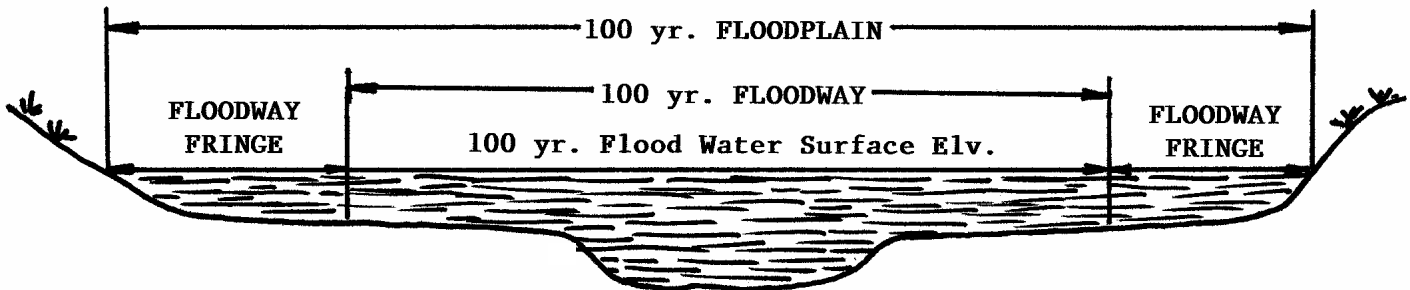 100 yr. FLOODPLAIN
100 yr. FLOODWAY
FLOODWAY
FRINGE
100 yr. Flood Water Surface Elv.
FLOODWAY
FRINGE